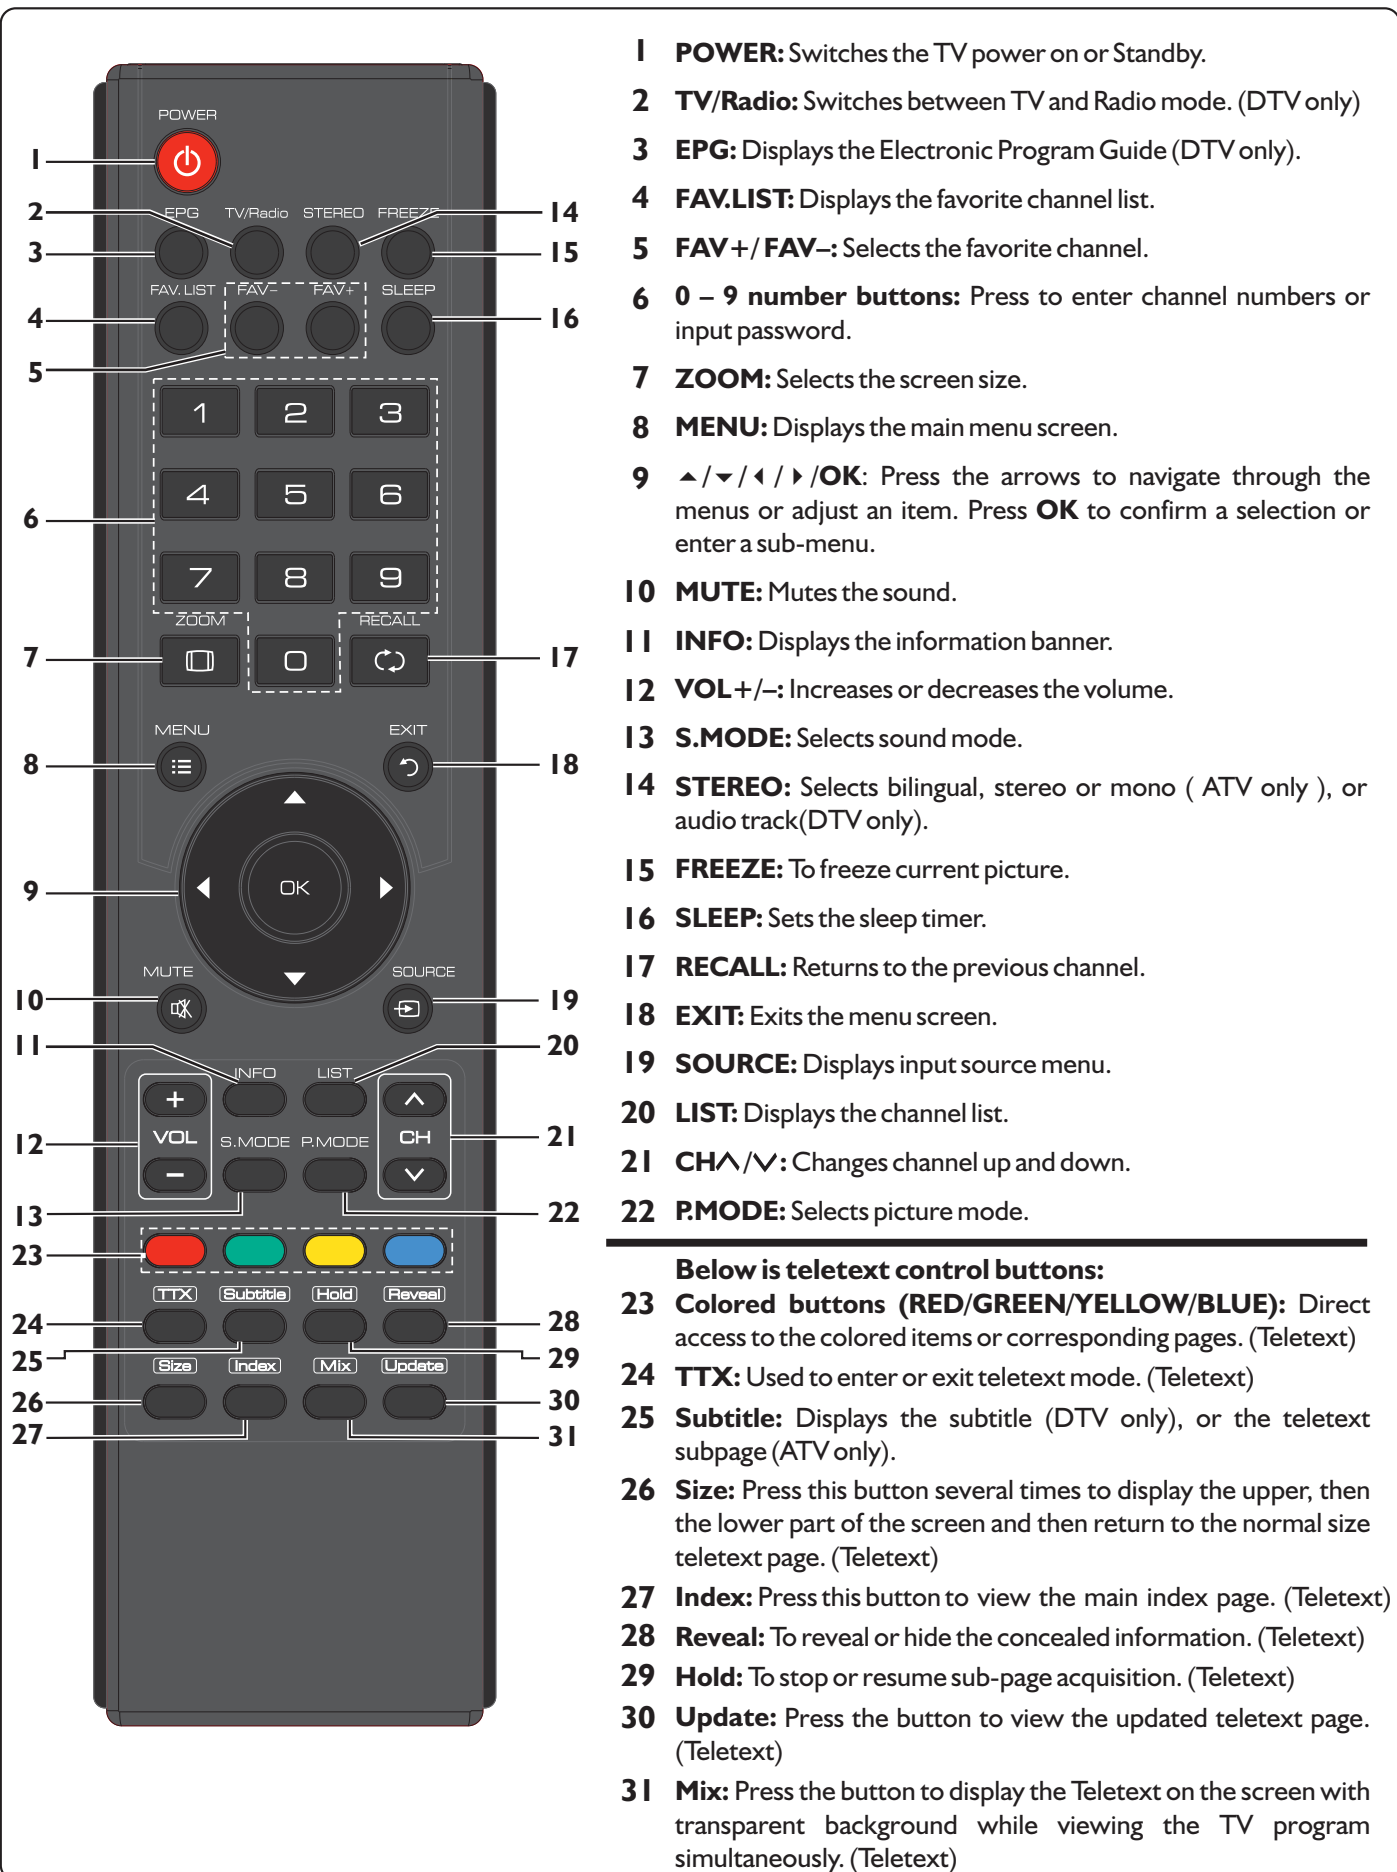 POWER
1
2
EPG
TV/Radio
STEREO
FREEZE
14
3
15
FAV. LIST
FAV–
FAV+
SLEEP
4
16
5
1
2
3
4
5
6
6
7
8
9
ZOOM
RECALL
7
0
17
MENU
EXIT
8
18
OK
9
MUTE
SOURCE
10
19
11
20
INFO
LIST
+
VOL
–
CH
12
S.MODE
P.MODE
21
13
22
23
TTX
Subtitle
Hold
Reveal
24
28
25
29
Size
Index
Mix
Update
26
30
27
31
1 POWER: Switches the TV power on or Standby.
2 TV/Radio: Switches between TV and Radio mode. (DTV only)
3 EPG: Displays the Electronic Program Guide (DTV only).
4 FAV.LIST: Displays the favorite channel list.
5 FAV+/ FAV–: Selects the favorite channel.
6 0 – 9 number buttons: Press to enter channel numbers or
input password.
7 ZOOM: Selects the screen size.
8 MENU: Displays the main menu screen.
9 ▲/▼/◀/▶/OK: Press the arrows to navigate through the
menus or adjust an item. Press OK to confirm a selection or
enter a sub-menu.
10 MUTE: Mutes the sound.
11 INFO: Displays the information banner.
12 VOL+/–: Increases or decreases the volume.
13 S.MODE: Selects sound mode.
14 STEREO: Selects bilingual, stereo or mono ( ATV only ), or
audio track(DTV only).
15 FREEZE: To freeze current picture.
16 SLEEP: Sets the sleep timer.
17 RECALL: Returns to the previous channel.
18 EXIT: Exits the menu screen.
19 SOURCE: Displays input source menu.
20 LIST: Displays the channel list.
21 CH∧/∨: Changes channel up and down.
22 P.MODE: Selects picture mode.
Below is teletext control buttons:
23 Colored buttons (RED/GREEN/YELLOW/BLUE): Direct
access to the colored items or corresponding pages. (Teletext)
24 TTX: Used to enter or exit teletext mode. (Teletext)
25 Subtitle: Displays the subtitle (DTV only), or the teletext
subpage (ATV only).
26 Size: Press this button several times to display the upper, then
the lower part of the screen and then return to the normal size
teletext page. (Teletext)
27 Index: Press this button to view the main index page. (Teletext)
28 Reveal: To reveal or hide the concealed information. (Teletext)
29 Hold: To stop or resume sub-page acquisition. (Teletext)
30 Update: Press the button to view the updated teletext page.
(Teletext)
31 Mix: Press the button to display the Teletext on the screen with
transparent background while viewing the TV program
simultaneously. (Teletext)